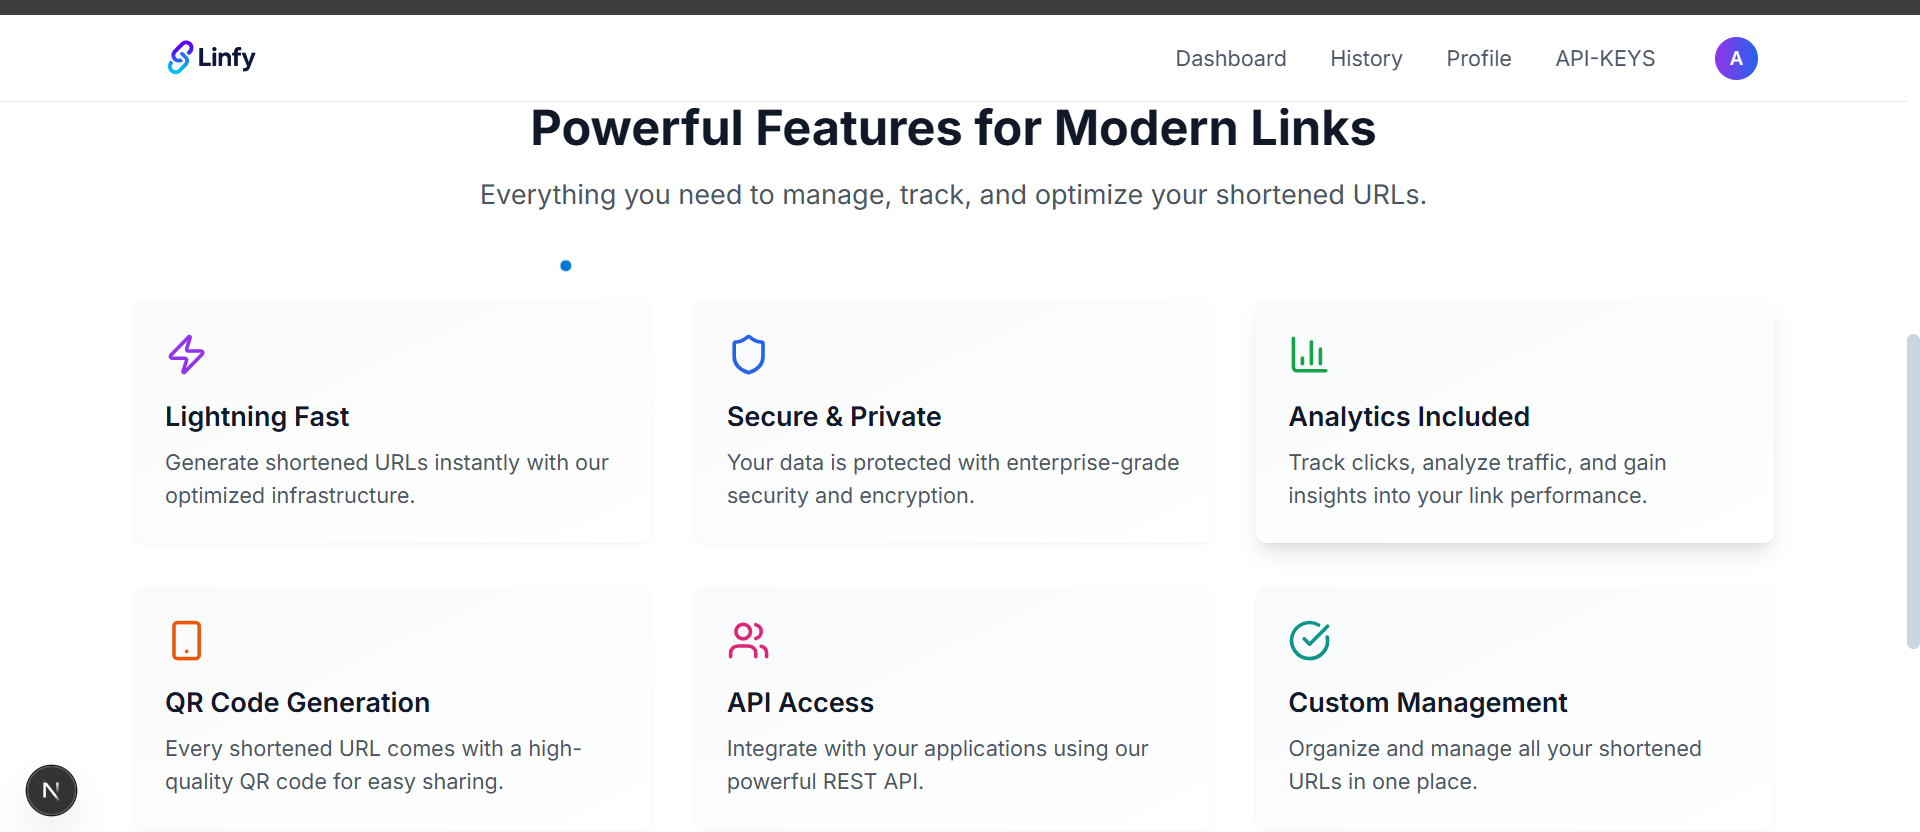 Linfy
Dashboard History Profile API-KEYS A
Powerful Features for Modern Links
Everything you need to manage, track, and optimize your shortened URLs.
Lightning Fast
Generate shortened URLs instantly with our
optimized infrastructure.
Secure & Private
Your data is protected with enterprise-grade
security and encryption.
Analytics Included
Track clicks, analyze traffic, and gain
insights into your link performance.
QR Code Generation
Every shortened URL comes with a high-
quality QR code for easy sharing.
API Access
Integrate with your applications using our
powerful REST API.
Custom Management
Organize and manage all your shortened
URLs in one place.
N